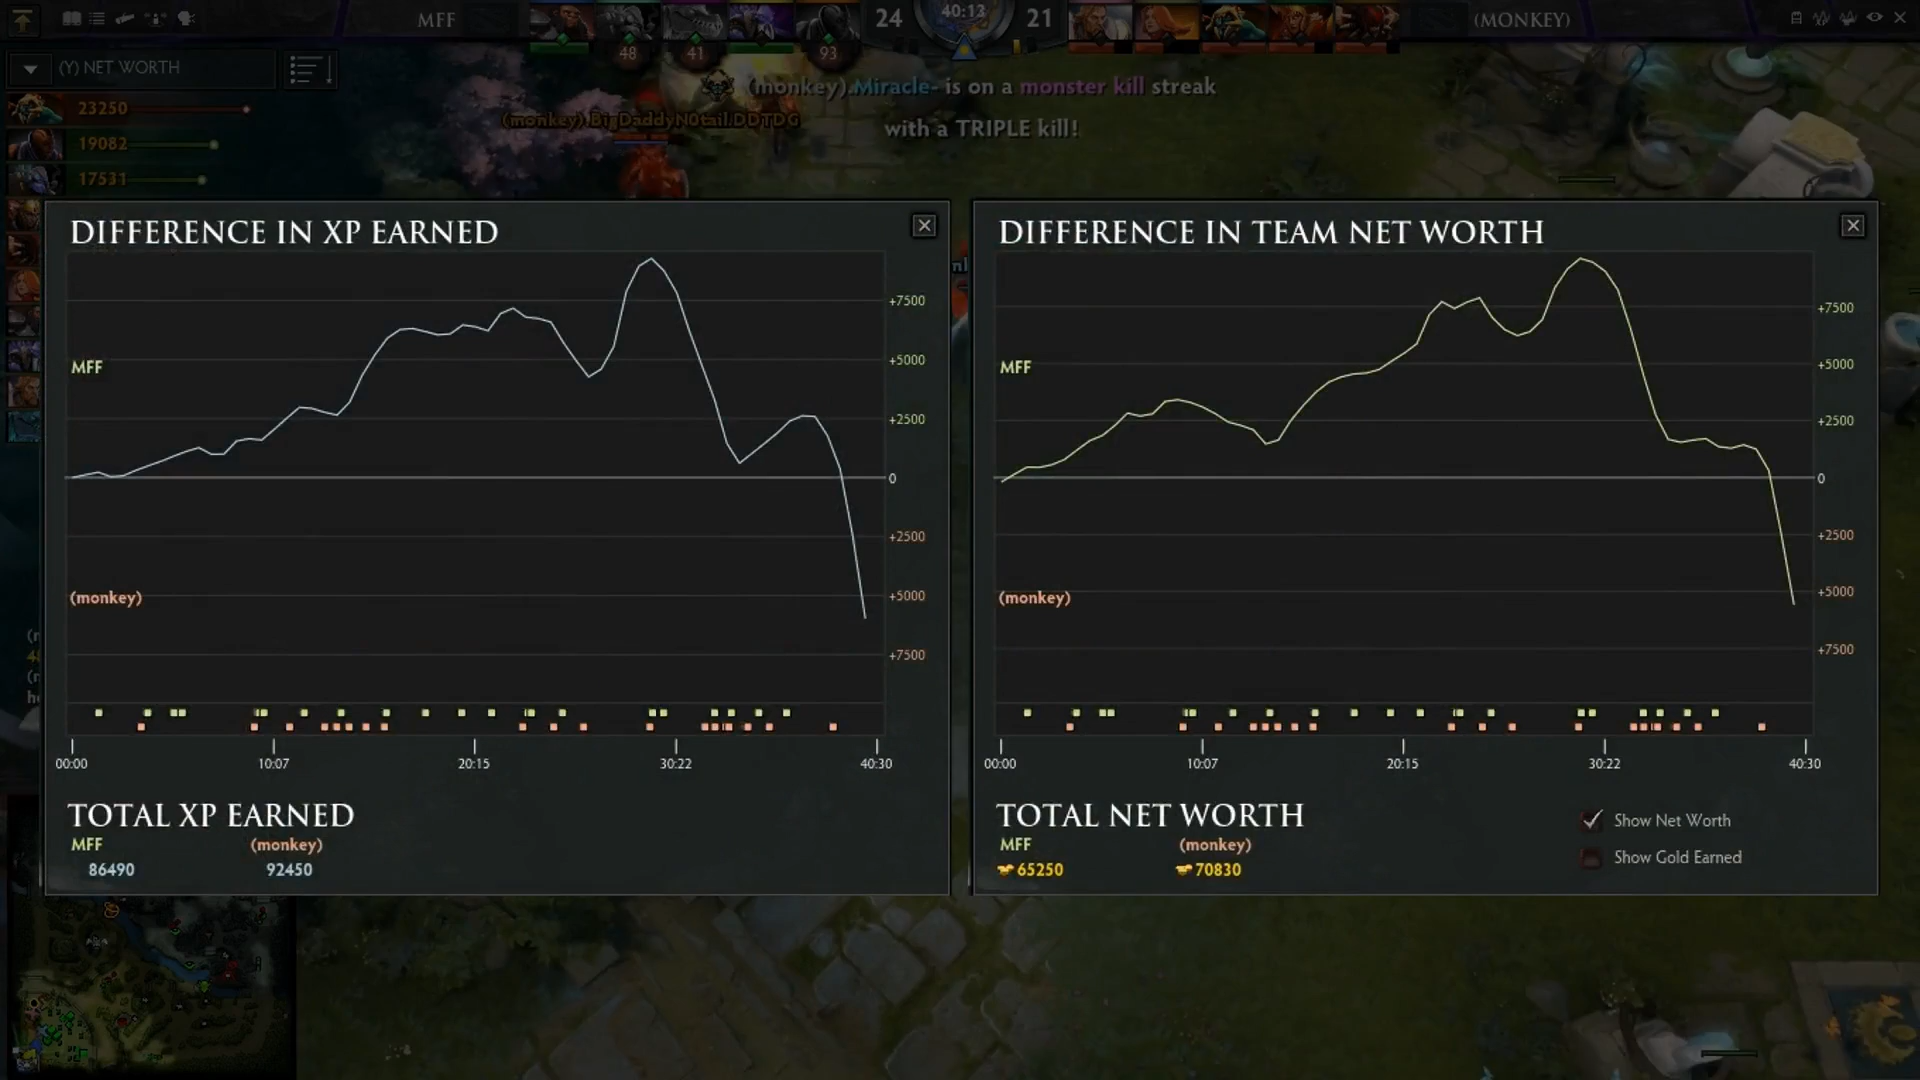 MFF
24
40:13
21
(MONKEY)
48
41
93
(Y) NET WORTH
(monkey).Miracle- is on a monster kill streak
with a TRIPLE kill!
(monkey).BigDaddyN0tail.DDTDG
23250
19082
17531
DIFFERENCE IN XP EARNED
+7500
MFF
+5000
+2500
0
+2500
(monkey)
+5000
+7500
00:00
10:07
20:15
30:22
40:30
TOTAL XP EARNED
MFF
(monkey)
86490
92450
DIFFERENCE IN TEAM NET WORTH
+7500
MFF
+5000
+2500
0
+2500
(monkey)
+5000
+7500
00:00
10:07
20:15
30:22
40:30
TOTAL NET WORTH
MFF
(monkey)
65250
70830
Show Net Worth
Show Gold Earned